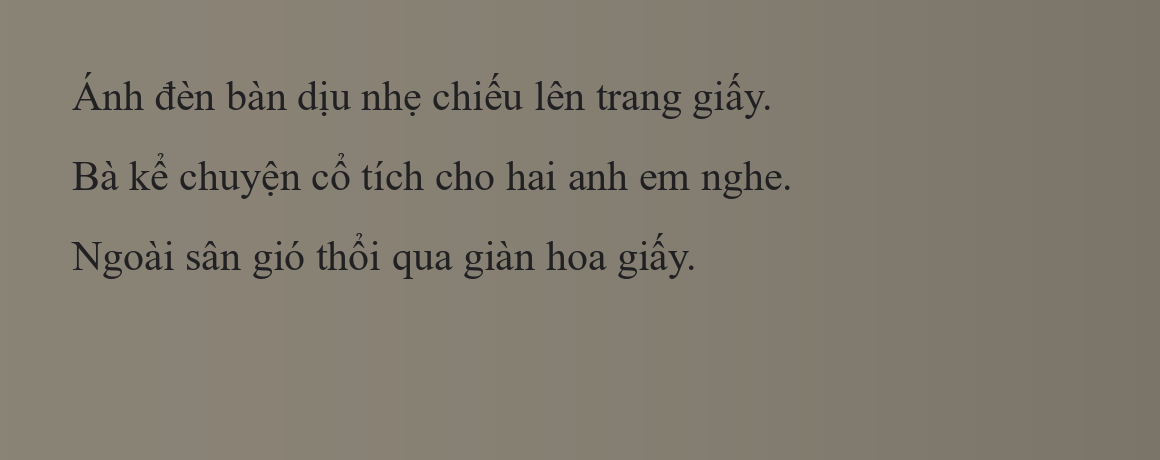 Ánh đèn bàn dịu nhẹ chiếu lên trang giấy.
Bà kể chuyện cổ tích cho hai anh em nghe.
Ngoài sân gió thổi qua giàn hoa giấy.